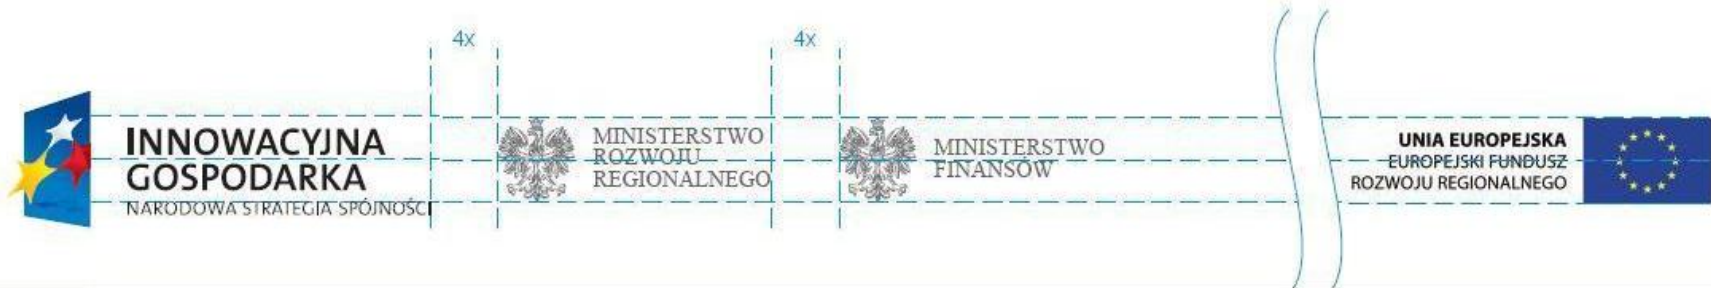 4x
4x
INNOWACYJNA
GOSPODARKA
NARODOWA STRATEGIA SPÓJNOŚCI
MINISTERSTWO
ROZWOJU
REGIONALNEGO
MINISTERSTWO
FINANSÓW
UNIA EUROPEJSKA
EUROPEJSKI FUNDUSZ
ROZWOJU REGIONALNEGO